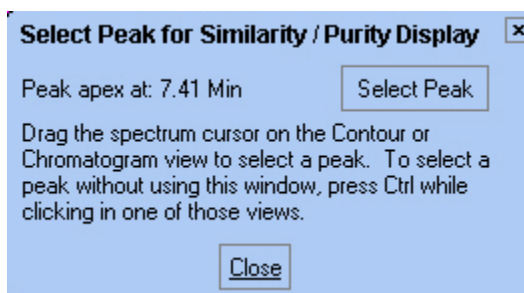 Select Peak for Similarity / Purity Display
Peak apex at: 7.41 Min
Select Peak
Drag the spectrum cursor on the Contour or
Chromatogram view to select a peak. To select a
peak without using this window, press Ctrl while
clicking in one of those views.
Close